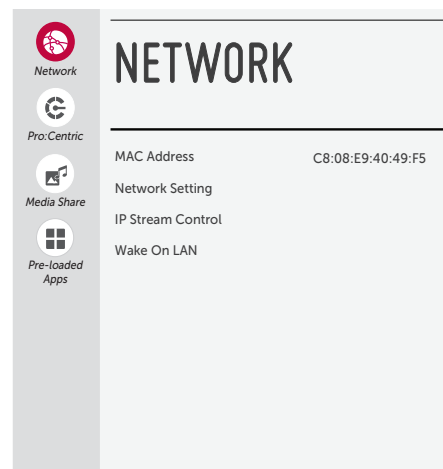 Network
Pro:Centric
Media Share
Pre-loaded
Apps
NETWORK
MAC Address C8:08:E9:40:49:F5
Network Setting
IP Stream Control
Wake On LAN